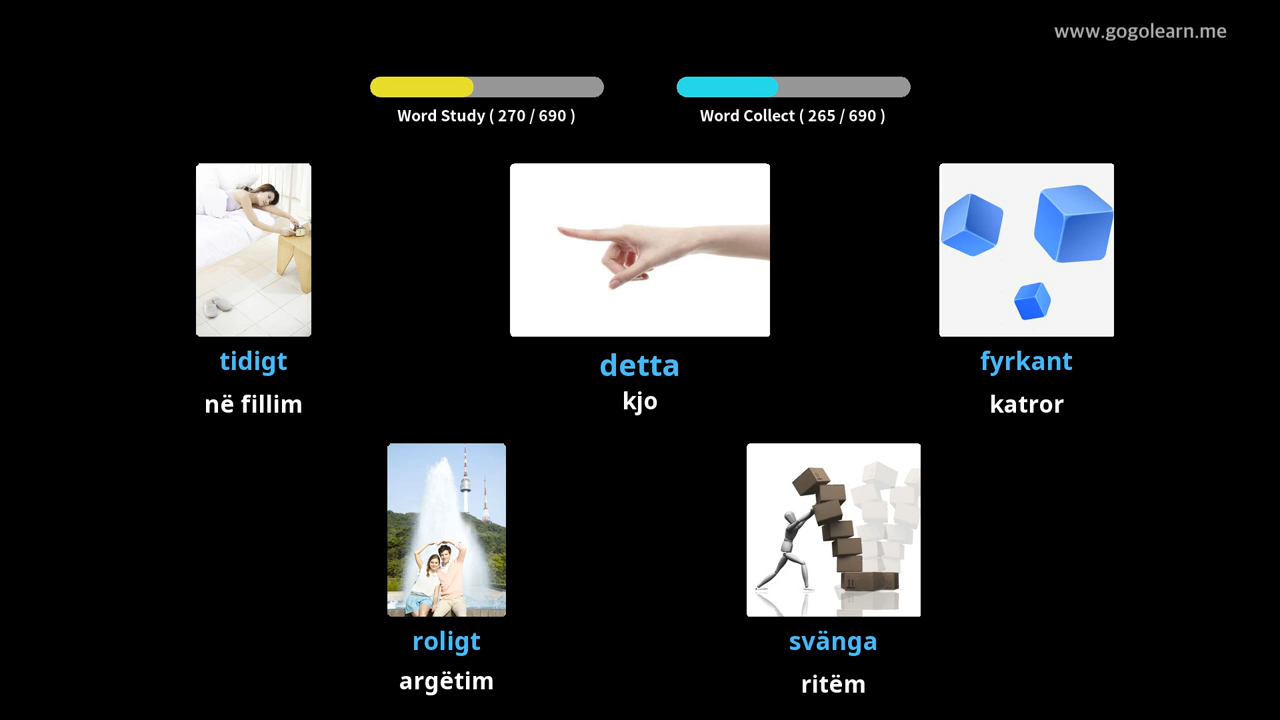 www.gogolearn.me
Word Study ( 270 / 690 )
Word Collect ( 265 / 690 )
tidigt
në fillim
detta
kjo
fyrkant
katror
roligt
argëtim
svänga
ritëm